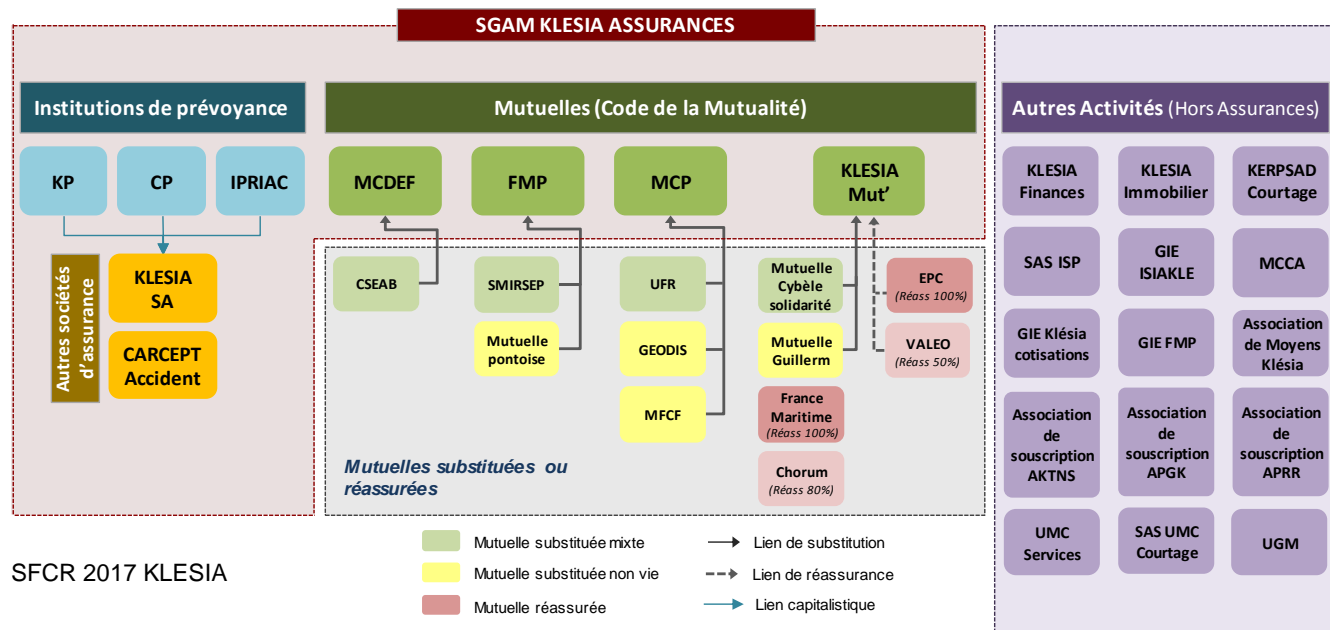 SGAM KLESIA ASSURANCES
Institutions de prévoyance
Mutuelles (Code de la Mutualité)
Autres Activités (Hors Assurances)
KP
CP
IPRIAC
MCDEF
FMP
MCP
KLESIA
Mut’
KLESIA
Finances
KLESIA
Immobilier
KERPSAD
Courtage
Autres sociétés
d’assurance
KLESIA
SA
CARCEPT
Accident
CSEAB
SMIRSEP
Mutuelle
pontoise
UFR
GEODIS
MFCF
Mutuelle
Cybèle
solidarité
Mutuelle
Guillerm
France
Maritime
(Réass 100%)
Chorum
(Réass 80%)
EPC
(Réass 100%)
VALEO
(Réass 50%)
Mutuelles substituées ou
réassurées
SAS ISP
GIE
ISIAKLE
MCCA
GIE Klésia
cotisations
GIE FMP
Association
de Moyens
Klésia
Association
de
souscription
AKTNS
Association
de
souscription
APGK
Association
de
souscription
APRR
UMC
Services
SAS UMC
Courtage
UGM
Mutuelle substituée mixte
Mutuelle substituée non vie
Mutuelle réassurée
Lien de substitution
Lien de réassurance
Lien capitalistique
SFCR 2017 KLESIA